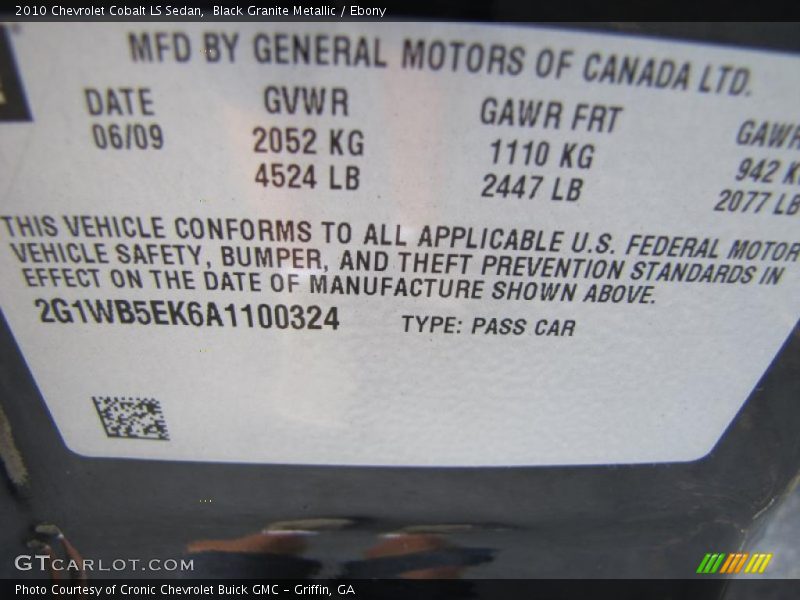 2010 Chevrolet Cobalt LS Sedan, Black Granite Metallic / Ebony
MFD BY GENERAL MOTORS OF CANADA LTD.
DATE GVWR GAWR FRT GAWR
06/09 2052 KG 1110 KG 942 K
4524 LB 2447 LB 2077 LB
THIS VEHICLE CONFORMS TO ALL APPLICABLE U.S. FEDERAL MOTOR
VEHICLE SAFETY, BUMPER, AND THEFT PREVENTION STANDARDS IN
EFFECT ON THE DATE OF MANUFACTURE SHOWN ABOVE.
2G1WB5EK6A1100324 TYPE: PASS CAR
GTCARLOT.COM
Photo Courtesy of Cronic Chevrolet Buick GMC – Griffin, GA